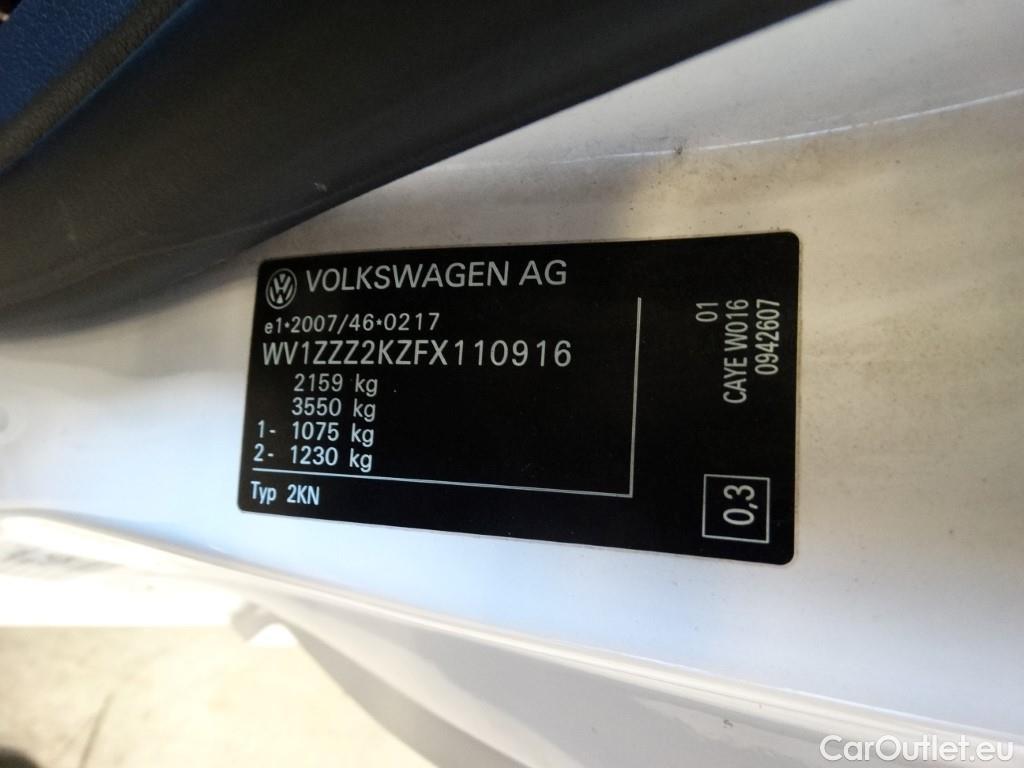 VOLKSWAGEN AG
e1*2007/46*0217
WV1ZZZ2KZFX110916
2159 kg
3550 kg
1- 1075 kg
2- 1230 kg
Typ 2KN
01
CAYE W016
0942607
0,3
CarOutlet.eu